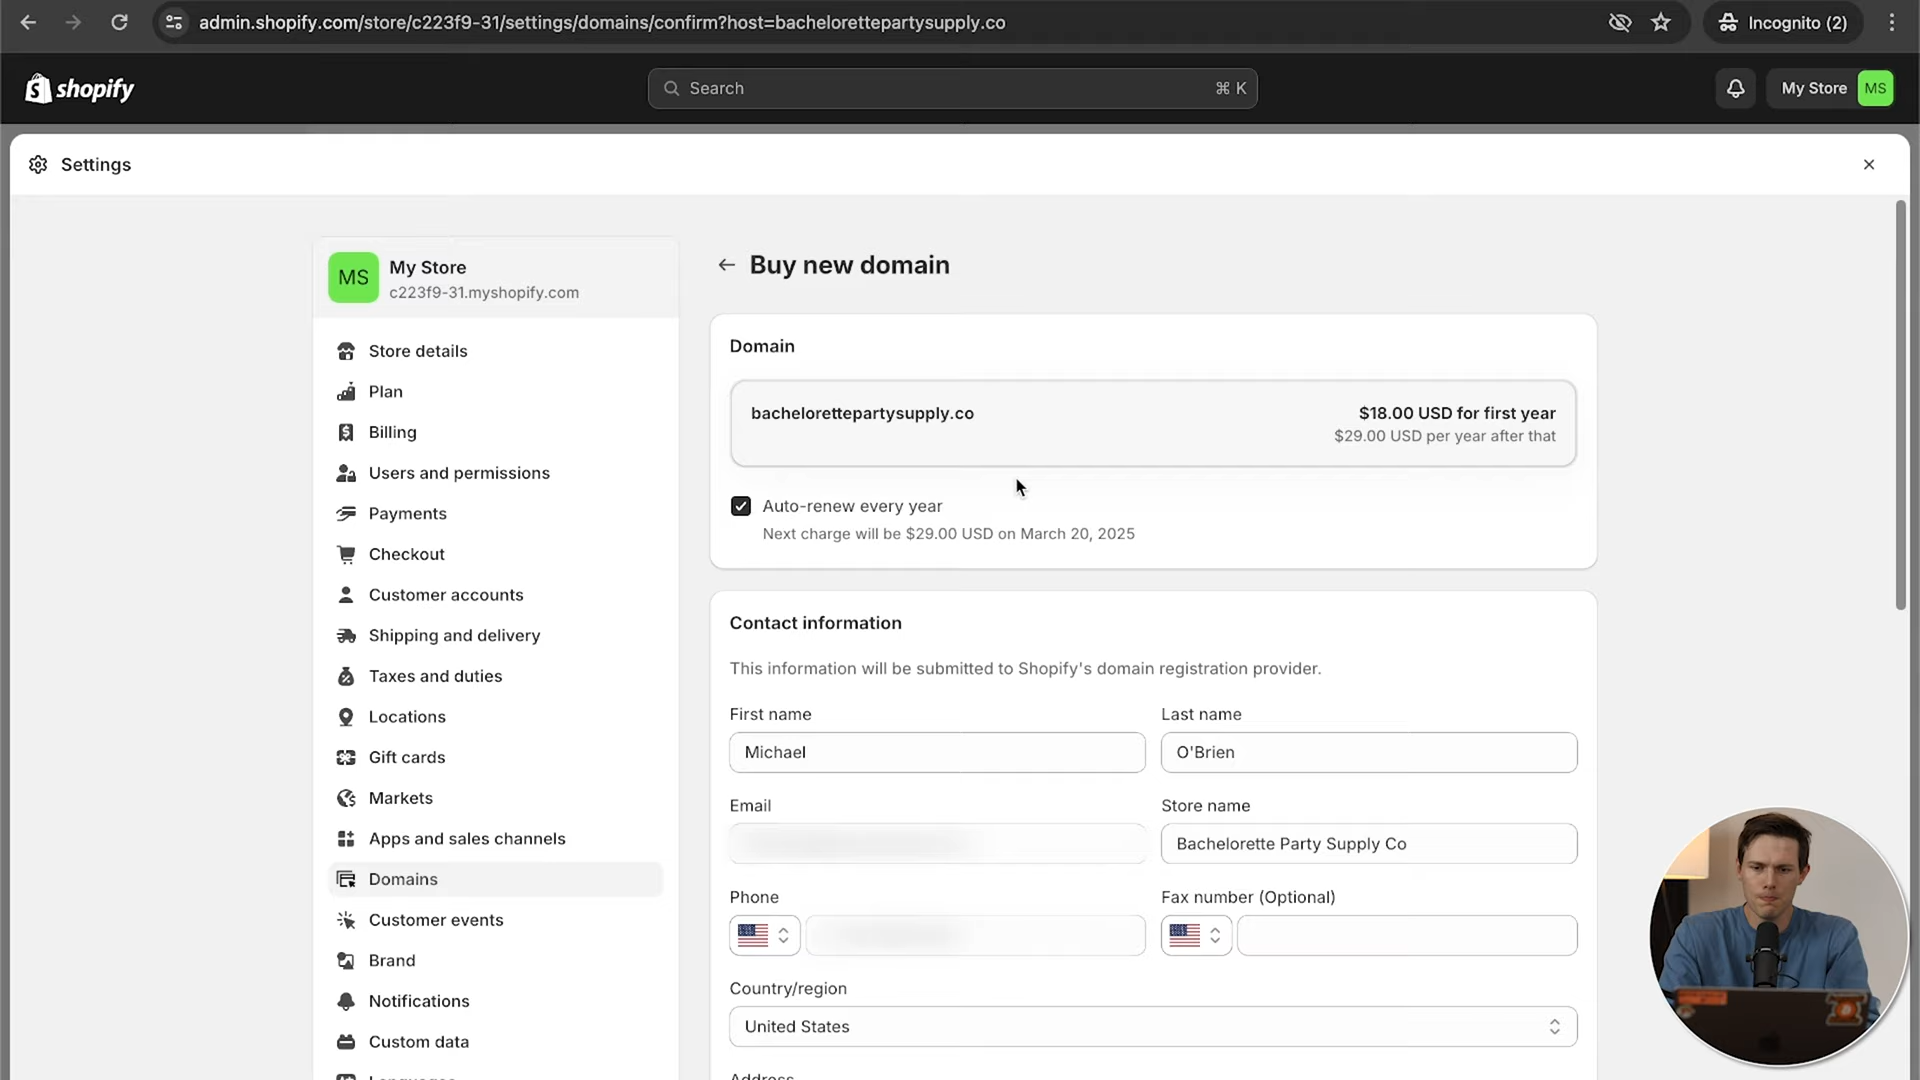 admin.shopify.com/store/c223f9-31/settings/domains/confirm?host=bachelorettepartysupply.co
Incognito (2)
shopify
Search
⌘ K
My Store
MS
Settings
MS
My Store
c223f9-31.myshopify.com
Store details
Plan
Billing
Users and permissions
Payments
Checkout
Customer accounts
Shipping and delivery
Taxes and duties
Locations
Gift cards
Markets
Apps and sales channels
Domains
Customer events
Brand
Notifications
Custom data
Buy new domain
Domain
bachelorettepartysupply.co
$18.00 USD for first year
$29.00 USD per year after that
Auto-renew every year
Next charge will be $29.00 USD on March 20, 2025
Contact information
This information will be submitted to Shopify's domain registration provider.
First name
Last name
Michael
O'Brien
Email
Store name
Bachelorette Party Supply Co
Phone
Fax number (Optional)
Country/region
United States